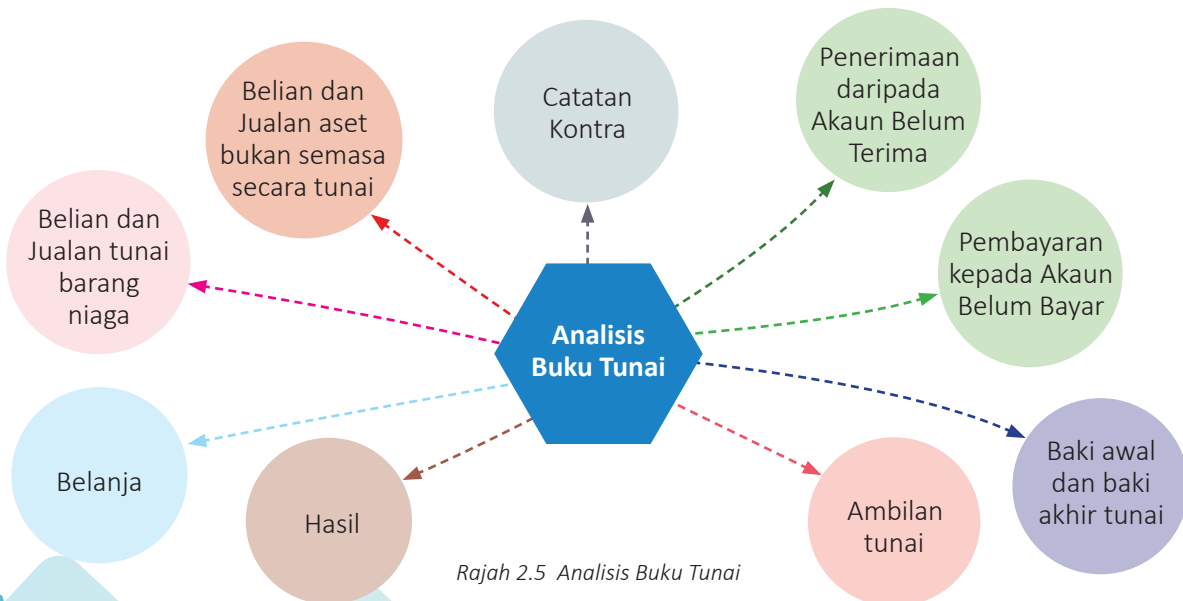 Catatan
Kontra
Penerimaan
daripada
Akaun Belum
Terima
Belian dan
Jualan aset
bukan semasa
secara tunai
Belian dan
Jualan tunai
barang
niaga
Pembayaran
kepada Akaun
Belum Bayar
Analisis
Buku Tunai
Belanja
Hasil
Ambilan
tunai
Baki awal
dan baki
akhir tunai
Rajah 2.5 Analisis Buku Tunai